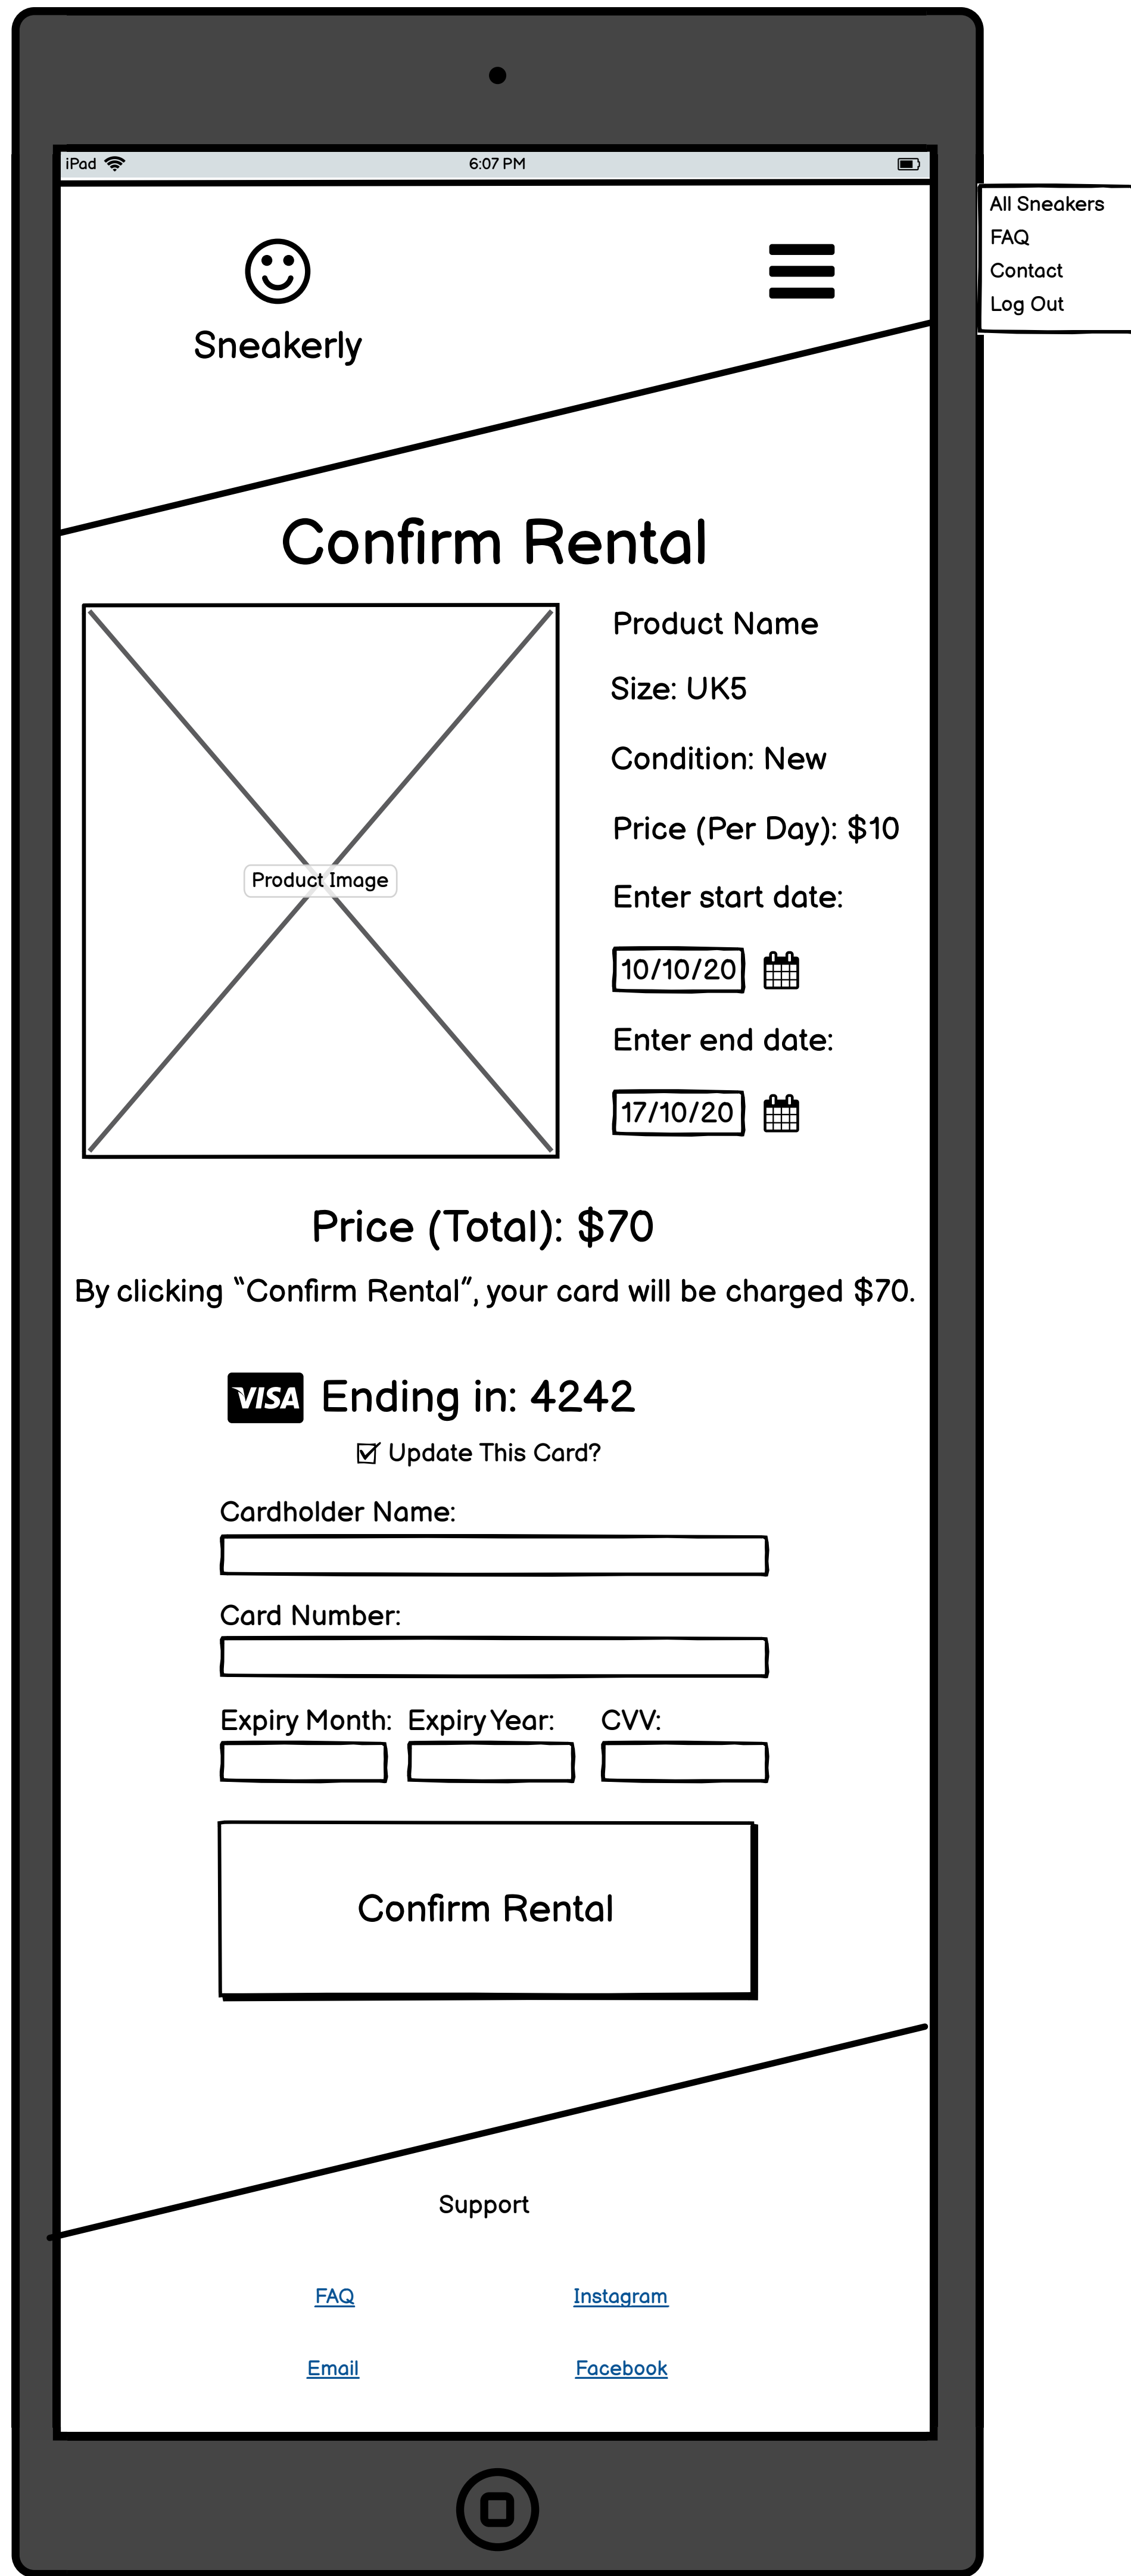 iPad
6:07 PM
All Sneakers
FAQ
Contact
Log Out
Sneakerly
Confirm Rental
Product Image
Product Name
Size: UK5
Condition: New
Price (Per Day): $10
Enter start date:
10/10/20
Enter end date:
17/10/20
Price (Total): $70
By clicking “Confirm Rental”, your card will be charged $70.
VISA Ending in: 4242
Update This Card?
Cardholder Name:
Card Number:
Expiry Month: Expiry Year: CVV:
Confirm Rental
Support
FAQ Instagram
Email Facebook